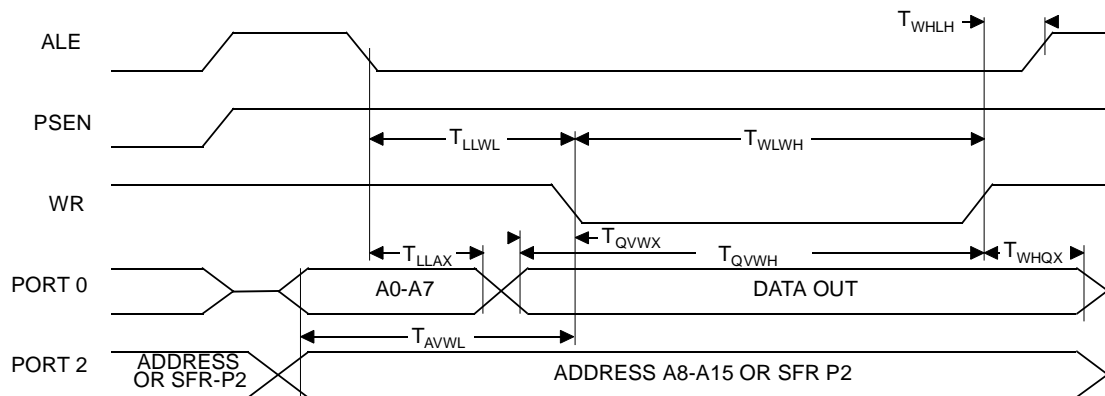 ALE
T_WHLH
PSEN
T_LLWL
T_WLWH
WR
T_LLAX
T_QVWX
T_QVWH
T_WHQX
PORT 0
A0-A7
DATA OUT
T_AVWL
PORT 2
ADDRESS
OR SFR-P2
ADDRESS A8-A15 OR SFR P2